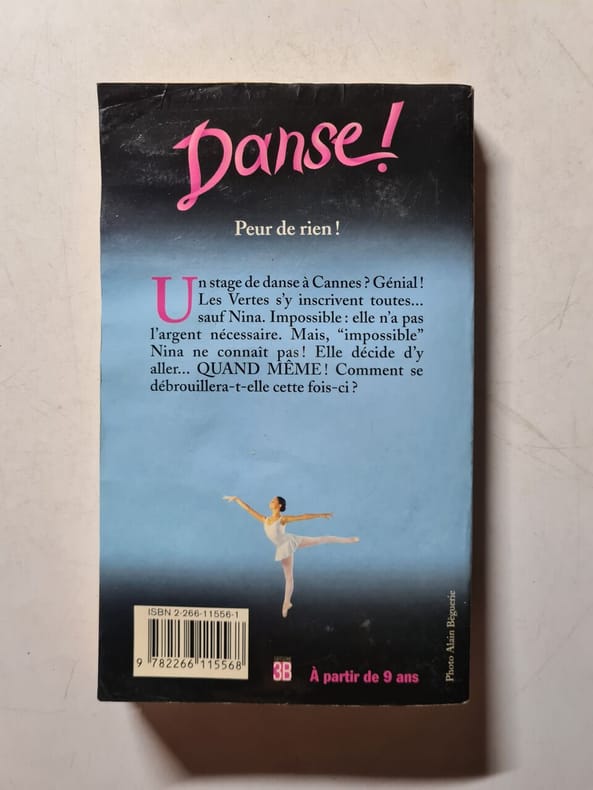 Danse!
Peur de rien !
Un stage de danse à Cannes ? Génial !
Les Vertes s'y inscrivent toutes...
sauf Nina. Impossible : elle n'a pas
l'argent nécessaire. Mais, “impossible”
Nina ne connaît pas ! Elle décide d'y
aller... QUAND MÊME ! Comment se
débrouillera-t-elle cette fois-ci ?
ISBN 2-266-11556-1
9 782266 115568
3B
À partir de 9 ans
Photo Alain Béguerie